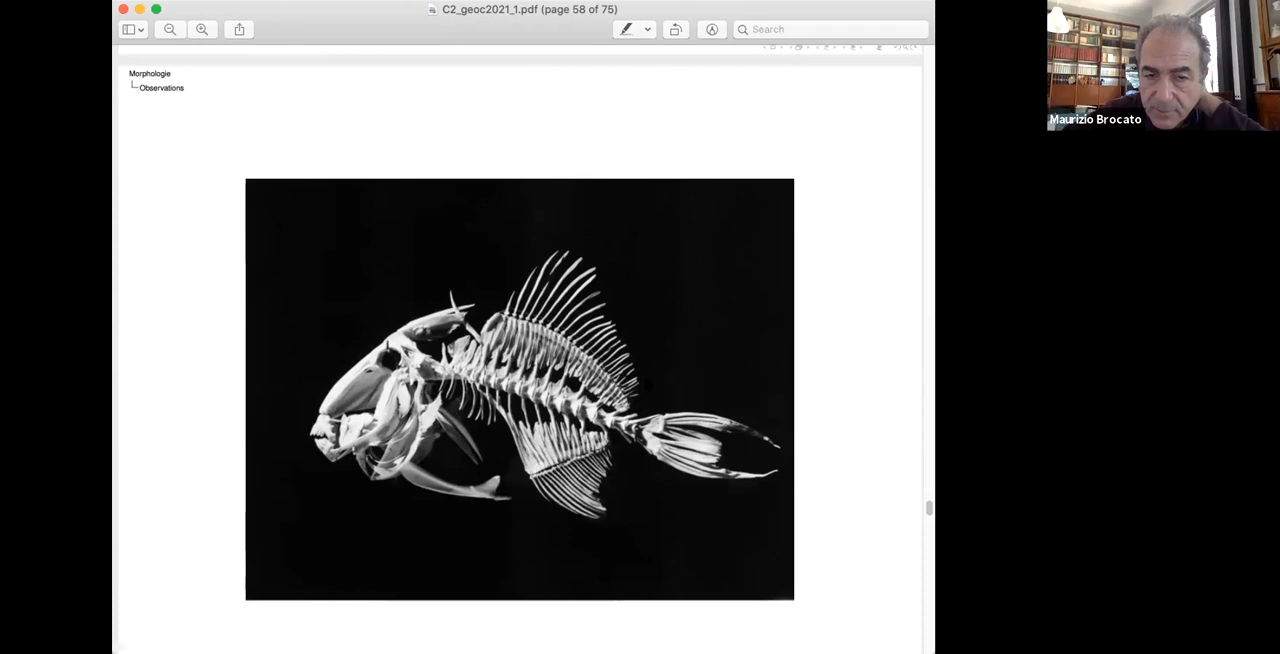 C2_geoc2021_1.pdf (page 58 of 75)
Search
Morphologie
Observations
Maurizio Brocato